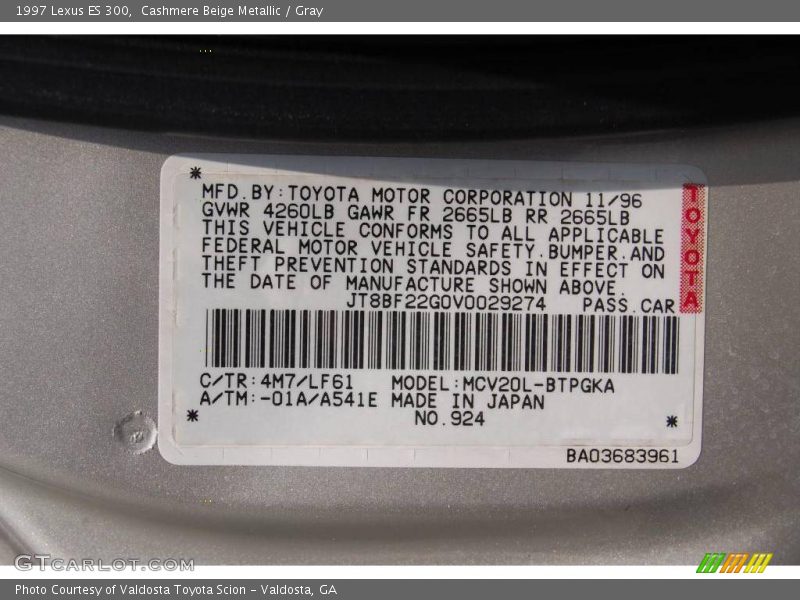 1997 Lexus ES 300, Cashmere Beige Metallic / Gray
* MFD.BY:TOYOTA MOTOR CORPORATION 11/96
GVWR 4260LB GAWR FR 2665LB RR 2665LB
THIS VEHICLE CONFORMS TO ALL APPLICABLE
FEDERAL MOTOR VEHICLE SAFETY.BUMPER.AND
THEFT PREVENTION STANDARDS IN EFFECT ON
THE DATE OF MANUFACTURE SHOWN ABOVE.
JT8BF22G0V0029274 PASS.CAR
TOYOTA
C/TR:4M7/LF61 MODEL:MCV20L-BTPGKA
A/TM:-01A/A541E MADE IN JAPAN
* NO.924 *
BA03683961
GTCARLOT.COM
Photo Courtesy of Valdosta Toyota Scion - Valdosta, GA